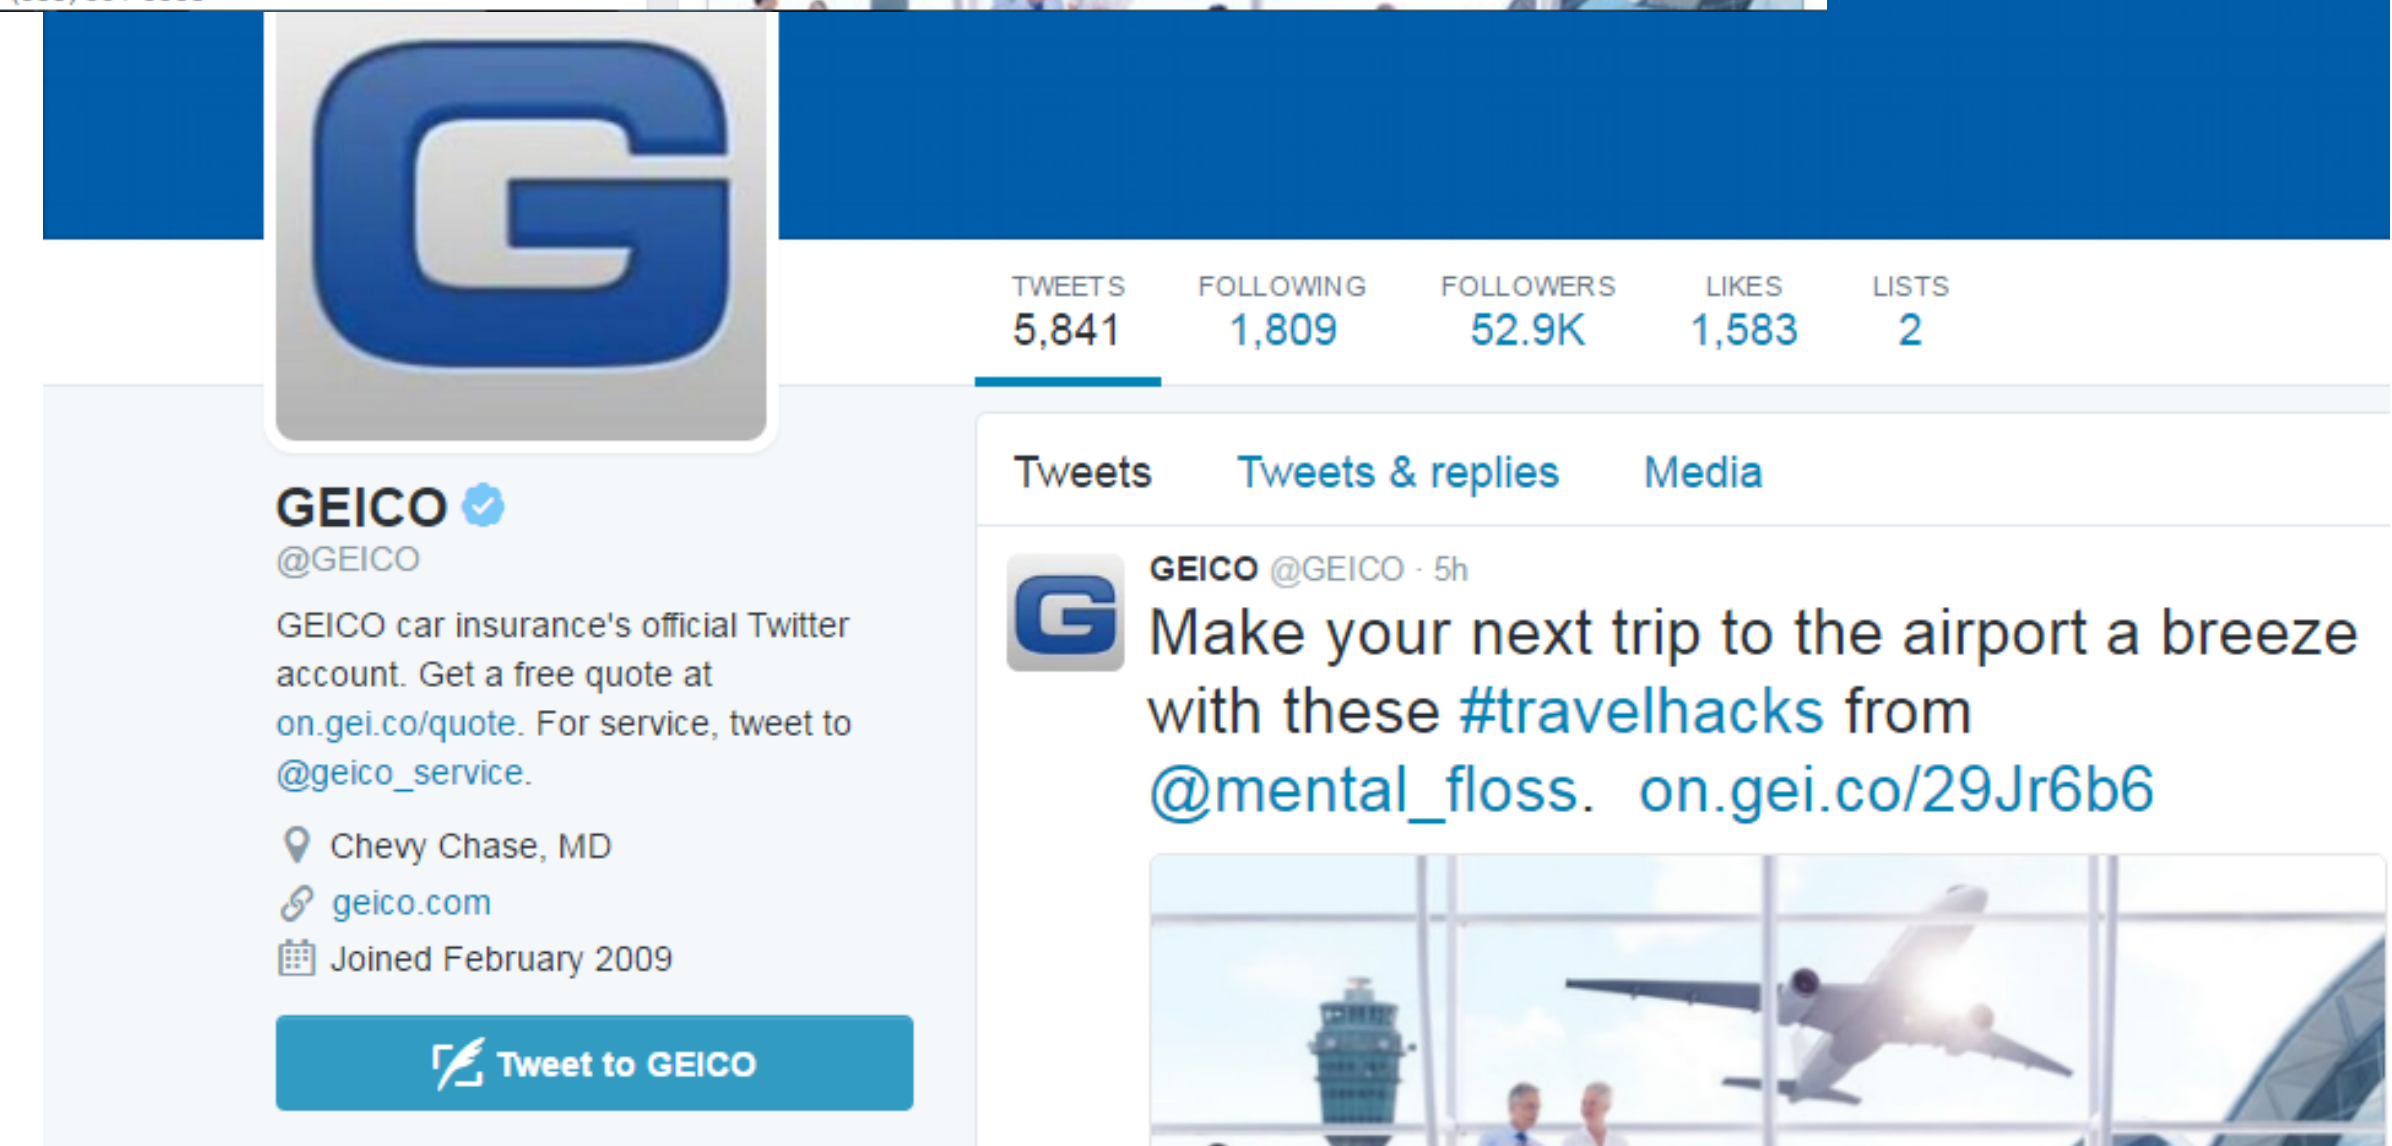 G
TWEETS FOLLOWING FOLLOWERS LIKES LISTS
5,841 1,809 52.9K 1,583 2
GEICO
@GEICO
GEICO car insurance's official Twitter
account. Get a free quote at
on.gei.co/quote. For service, tweet to
@geico_service.
Chevy Chase, MD
geico.com
Joined February 2009
Tweet to GEICO
Tweets Tweets & replies Media
G
GEICO @GEICO · 5h
Make your next trip to the airport a breeze
with these #travelhacks from
@mental_floss. on.gei.co/29Jr6b6